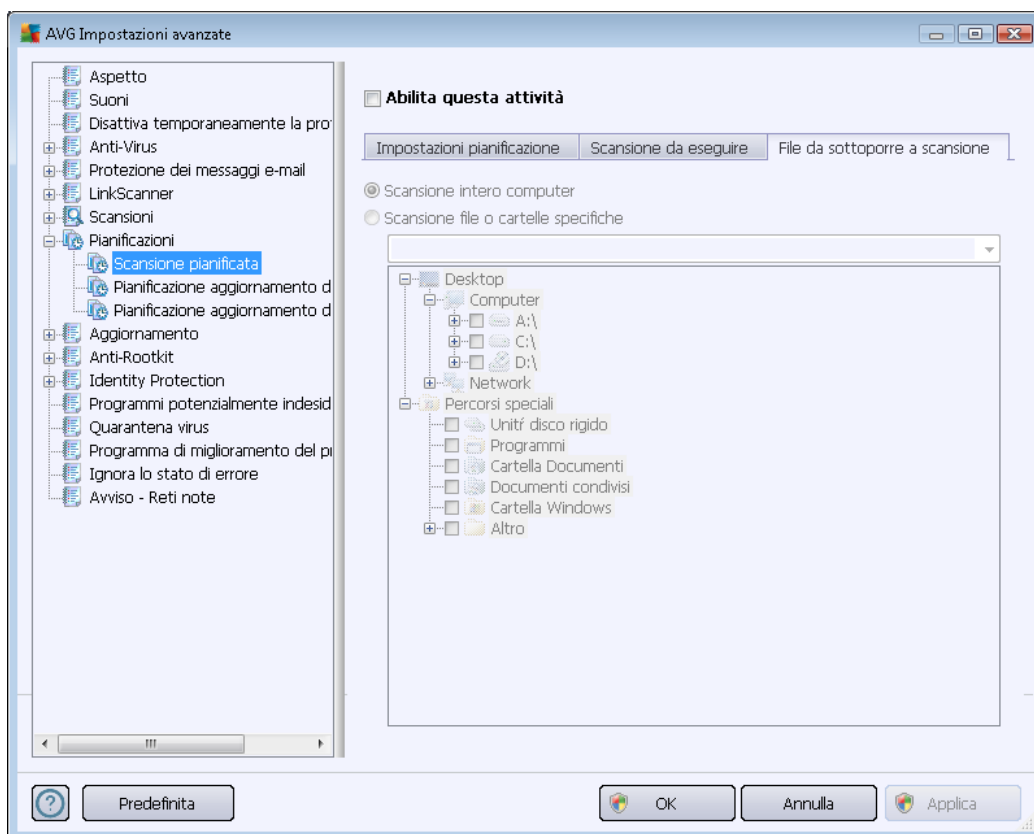 AVG Impostazioni avanzate
Aspetto
Suoni
Disattiva temporaneamente la pro
Anti-Virus
Protezione dei messaggi e-mail
LinkScanner
Scansioni
Pianificazioni
Scansione pianificata
Pianificazione aggiornamento d
Pianificazione aggiornamento d
Aggiornamento
Anti-Rootkit
Identity Protection
Programmi potenzialmente indesid
Quarantena virus
Programma di miglioramento del pr
Ignora lo stato di errore
Avviso - Reti note
Abilita questa attività
Impostazioni pianificazione
Scansione da eseguire
File da sottoporre a scansione
Scansione intero computer
Scansione file o cartelle specifiche
Desktop
Computer
A:\
C:\
D:\
Network
Percorsi speciali
Unitŕ disco rigido
Programmi
Cartella Documenti
Documenti condivisi
Cartella Windows
Altro
Predefinita
OK
Annulla
Applica